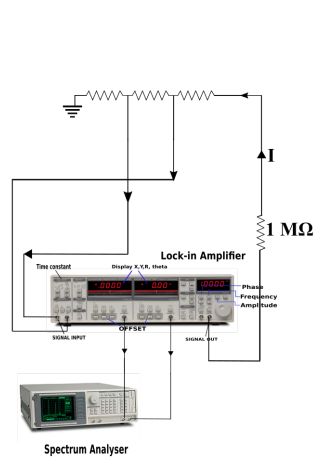 I
1 MΩ
Lock-in Amplifier
Time constant
Display X,Y,R, theta
Phase
Frequency
Amplitude
OFFSET
SIGNAL INPUT
SIGNAL OUT
Spectrum Analyser